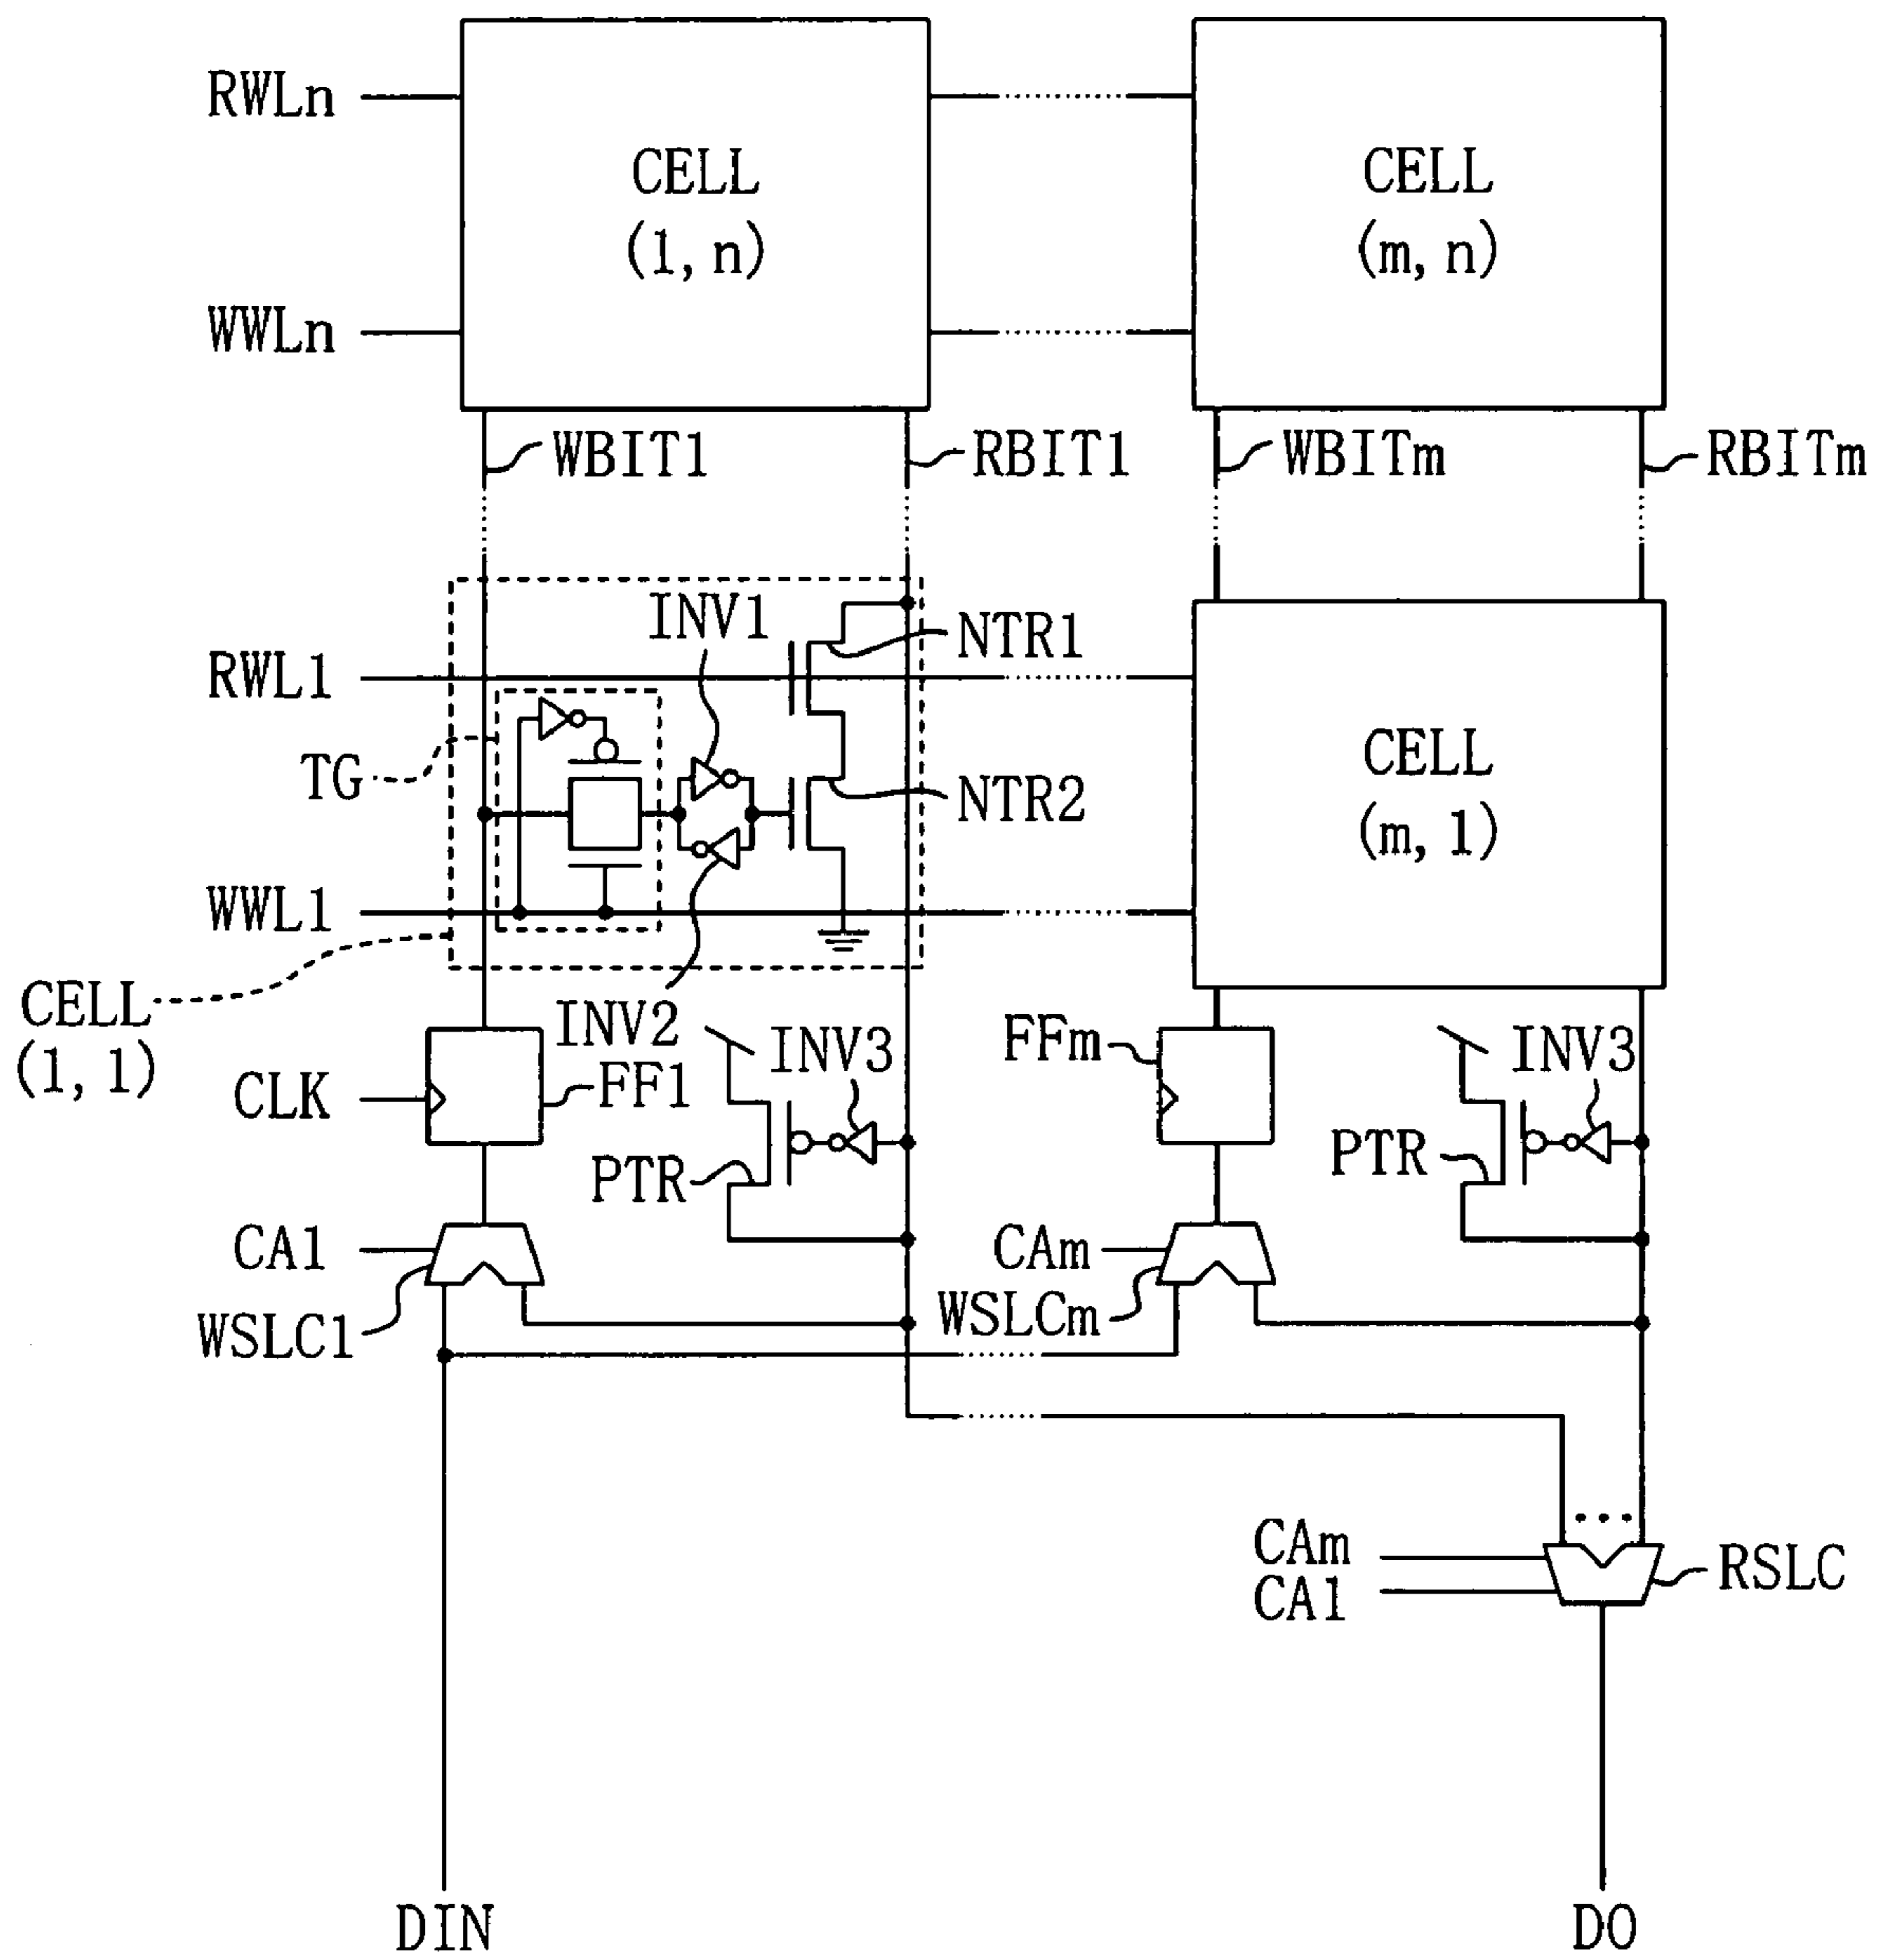 RWLn
CELL
(1, n)
CELL
(m, n)
WWLn
WBIT1
RBIT1
WBITm
RBITm
INV1
NTR1
RWL1
TG
NTR2
CELL
(m, 1)
WWL1
CELL
(1, 1)
INV2
INV3
FFm
INV3
CLK
FF1
PTR
PTR
CA1
CAm
WSLC1
WSLCm
CAm
CA1
RSLC
DIN
DO